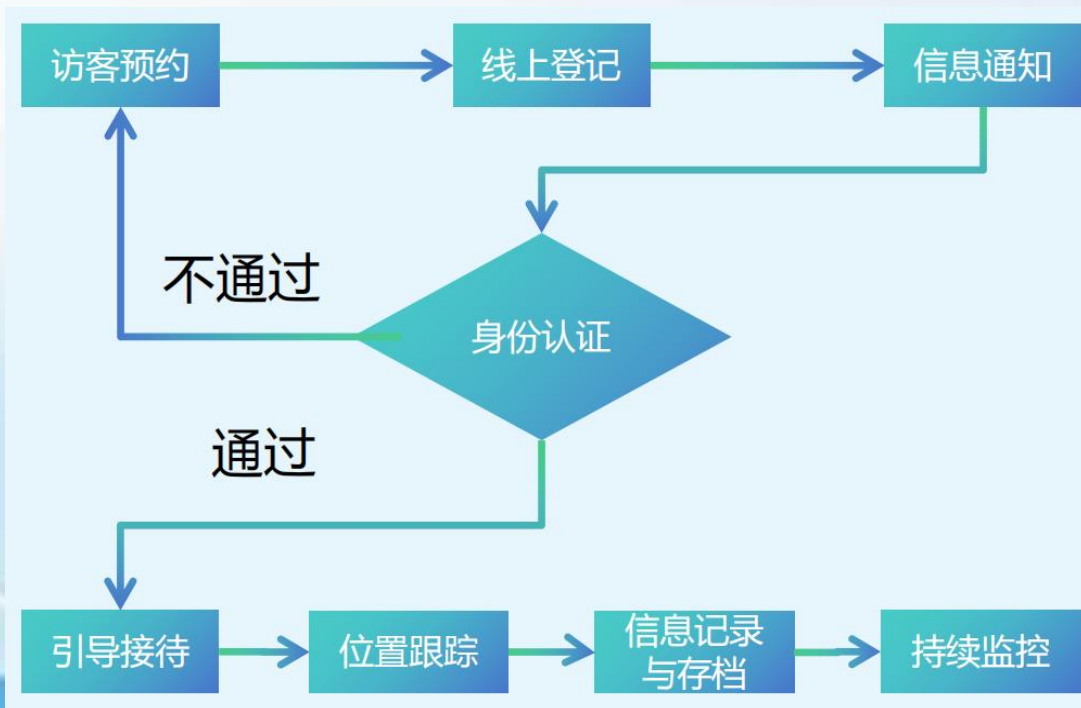 访客预约
线上登记
信息通知
不通过
身份认证
通过
引导接待
位置跟踪
信息记录
与存档
持续监控